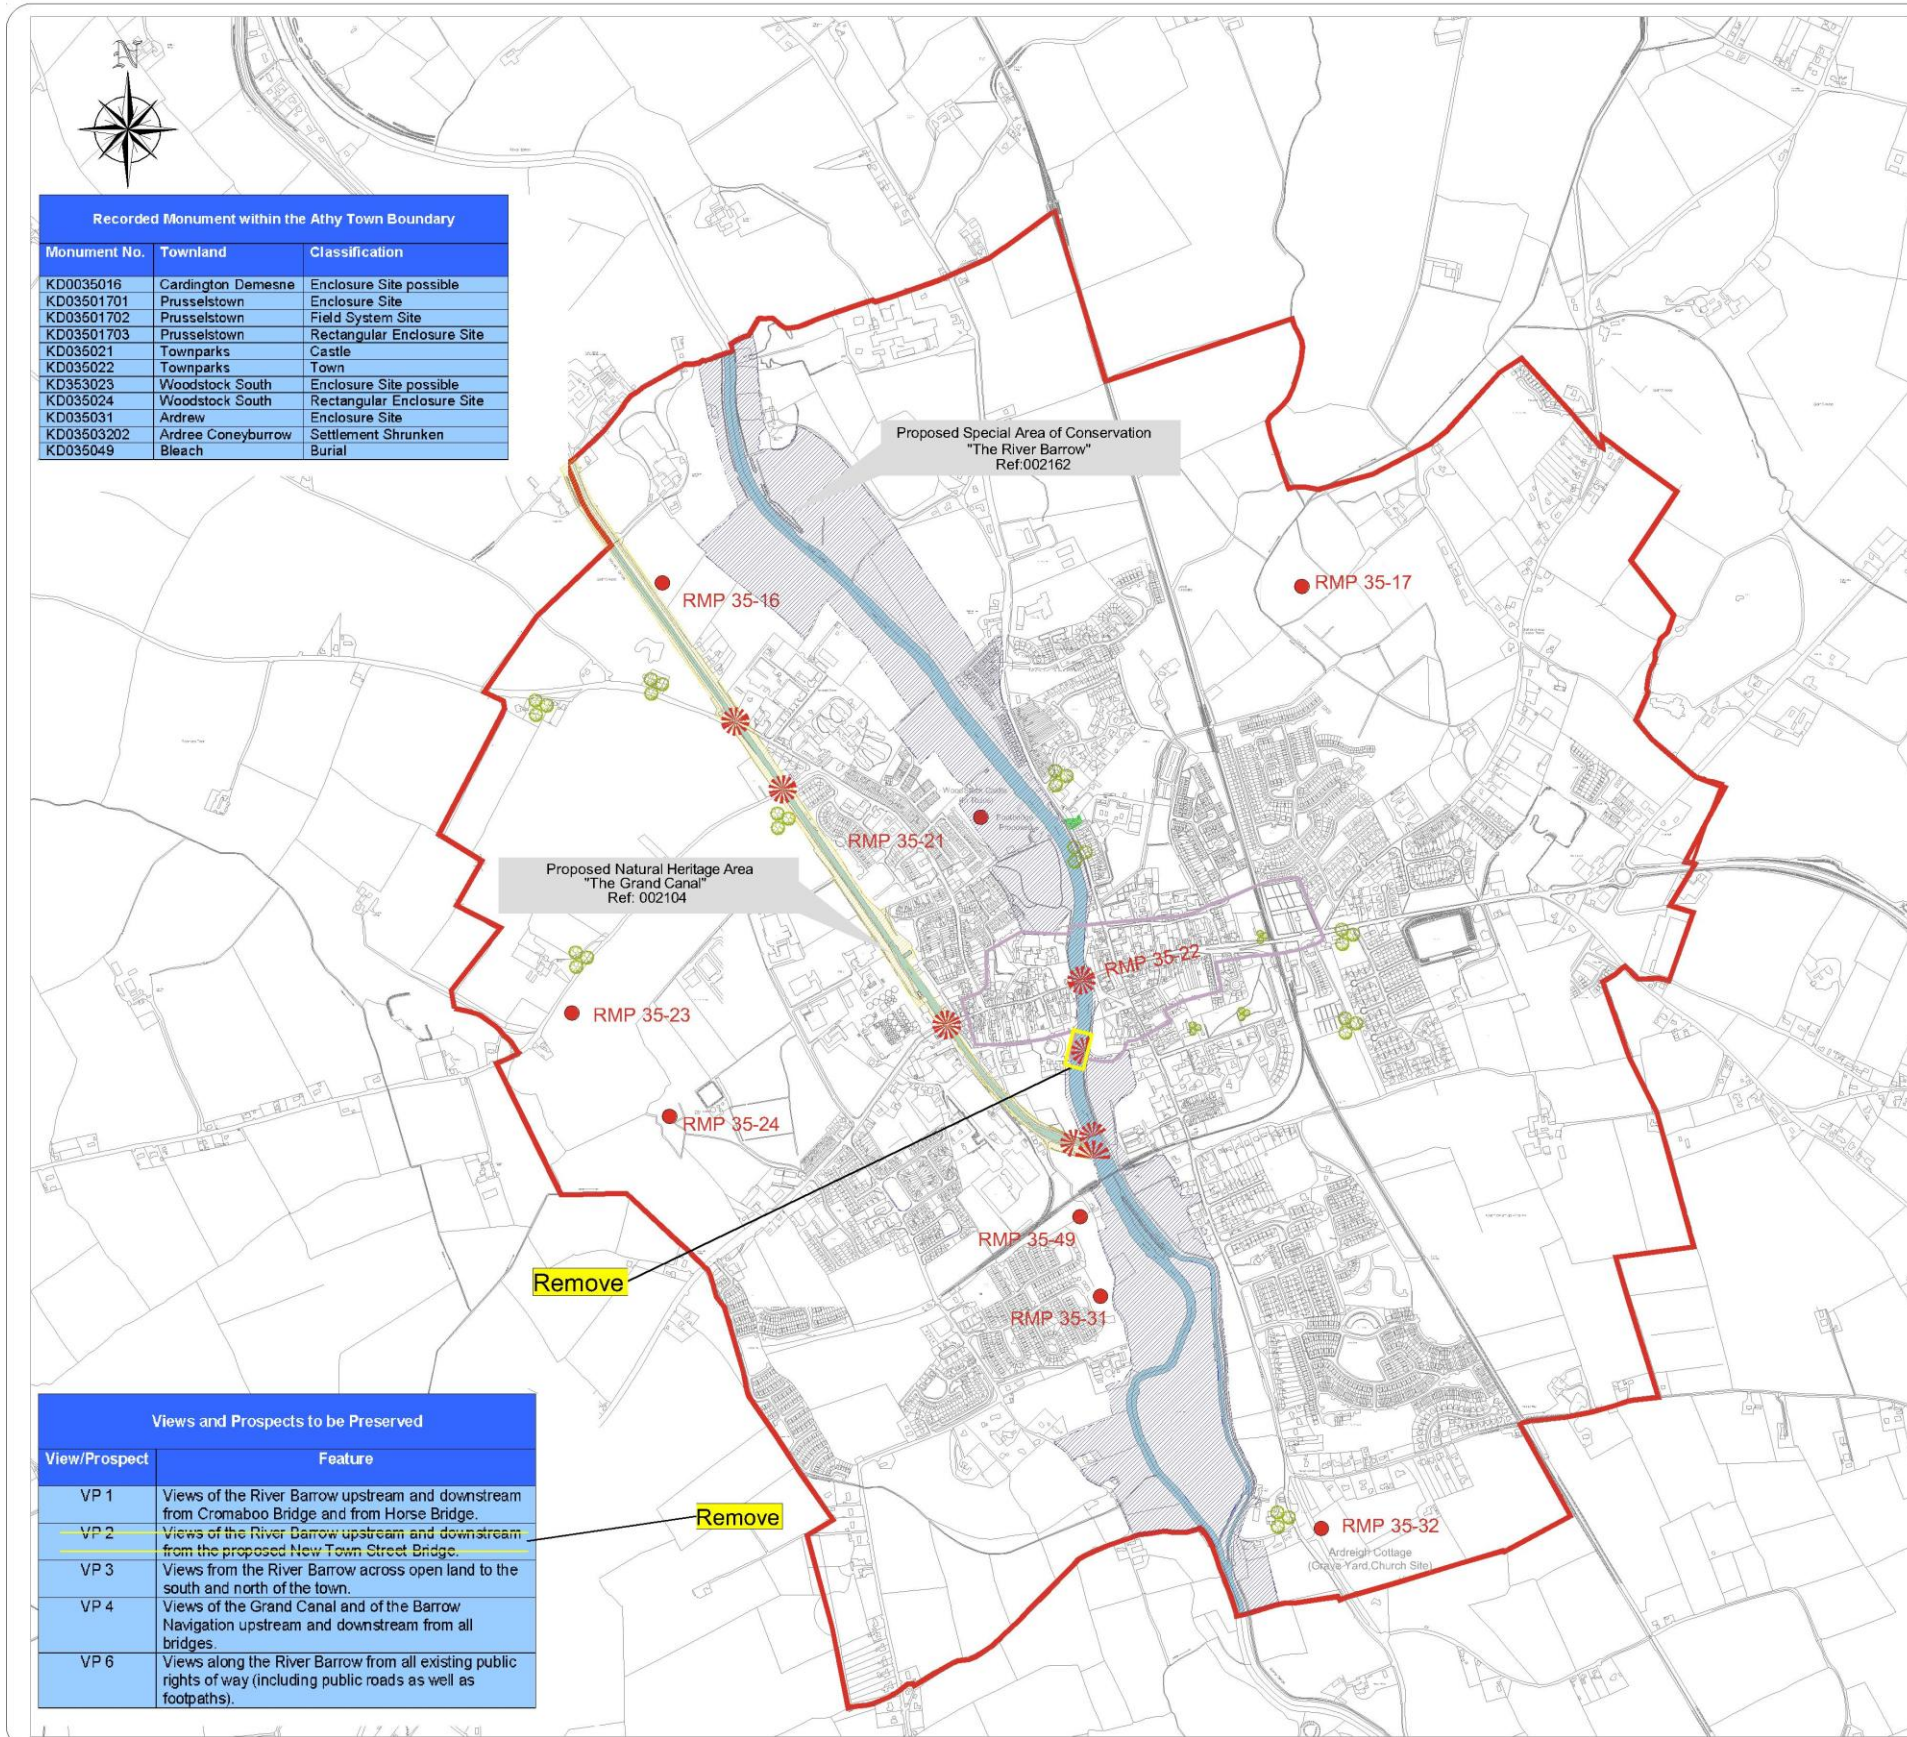 N
Recorded Monument within the Athy Town Boundary
Monument No. Townland Classification
KD0035016 Cardington Demesne Enclosure Site possible
KD03501701 Prusselstown Enclosure Site
KD03501702 Prusselstown Field System Site
KD03501703 Prusselstown Rectangular Enclosure Site
KD035021 Townparks Castle
KD035022 Townparks Town
KD353023 Woodstock South Enclosure Site possible
KD035024 Woodstock South Rectangular Enclosure Site
KD035031 Ardrew Enclosure Site
KD03503202 Ardree Coneyburrow Settlement Shrunken
KD035049 Bleach Burial
Proposed Special Area of Conservation
"The River Barrow"
Ref:002162
RMP 35-16
RMP 35-17
Footbridge
Proposed
RMP 35-21
Proposed Natural Heritage Area
"The Grand Canal"
Ref: 002104
RMP 35-22
RMP 35-23
RMP 35-24
RMP 35-49
Remove
RMP 35-31
Views and Prospects to be Preserved
View/Prospect Feature
VP 1 Views of the River Barrow upstream and downstream
from Cromaboo Bridge and from Horse Bridge.
VP 2 Views of the River Barrow upstream and downstream
from the proposed New Town Street Bridge.
VP 3 Views from the River Barrow across open land to the
south and north of the town.
VP 4 Views of the Grand Canal and of the Barrow
Navigation upstream and downstream from all
bridges.
VP 6 Views along the River Barrow from all existing public
rights of way (including public roads as well as
footpaths).
Remove
RMP 35-32
Ardreigh Cottage
(Grave Yard,Church Site)